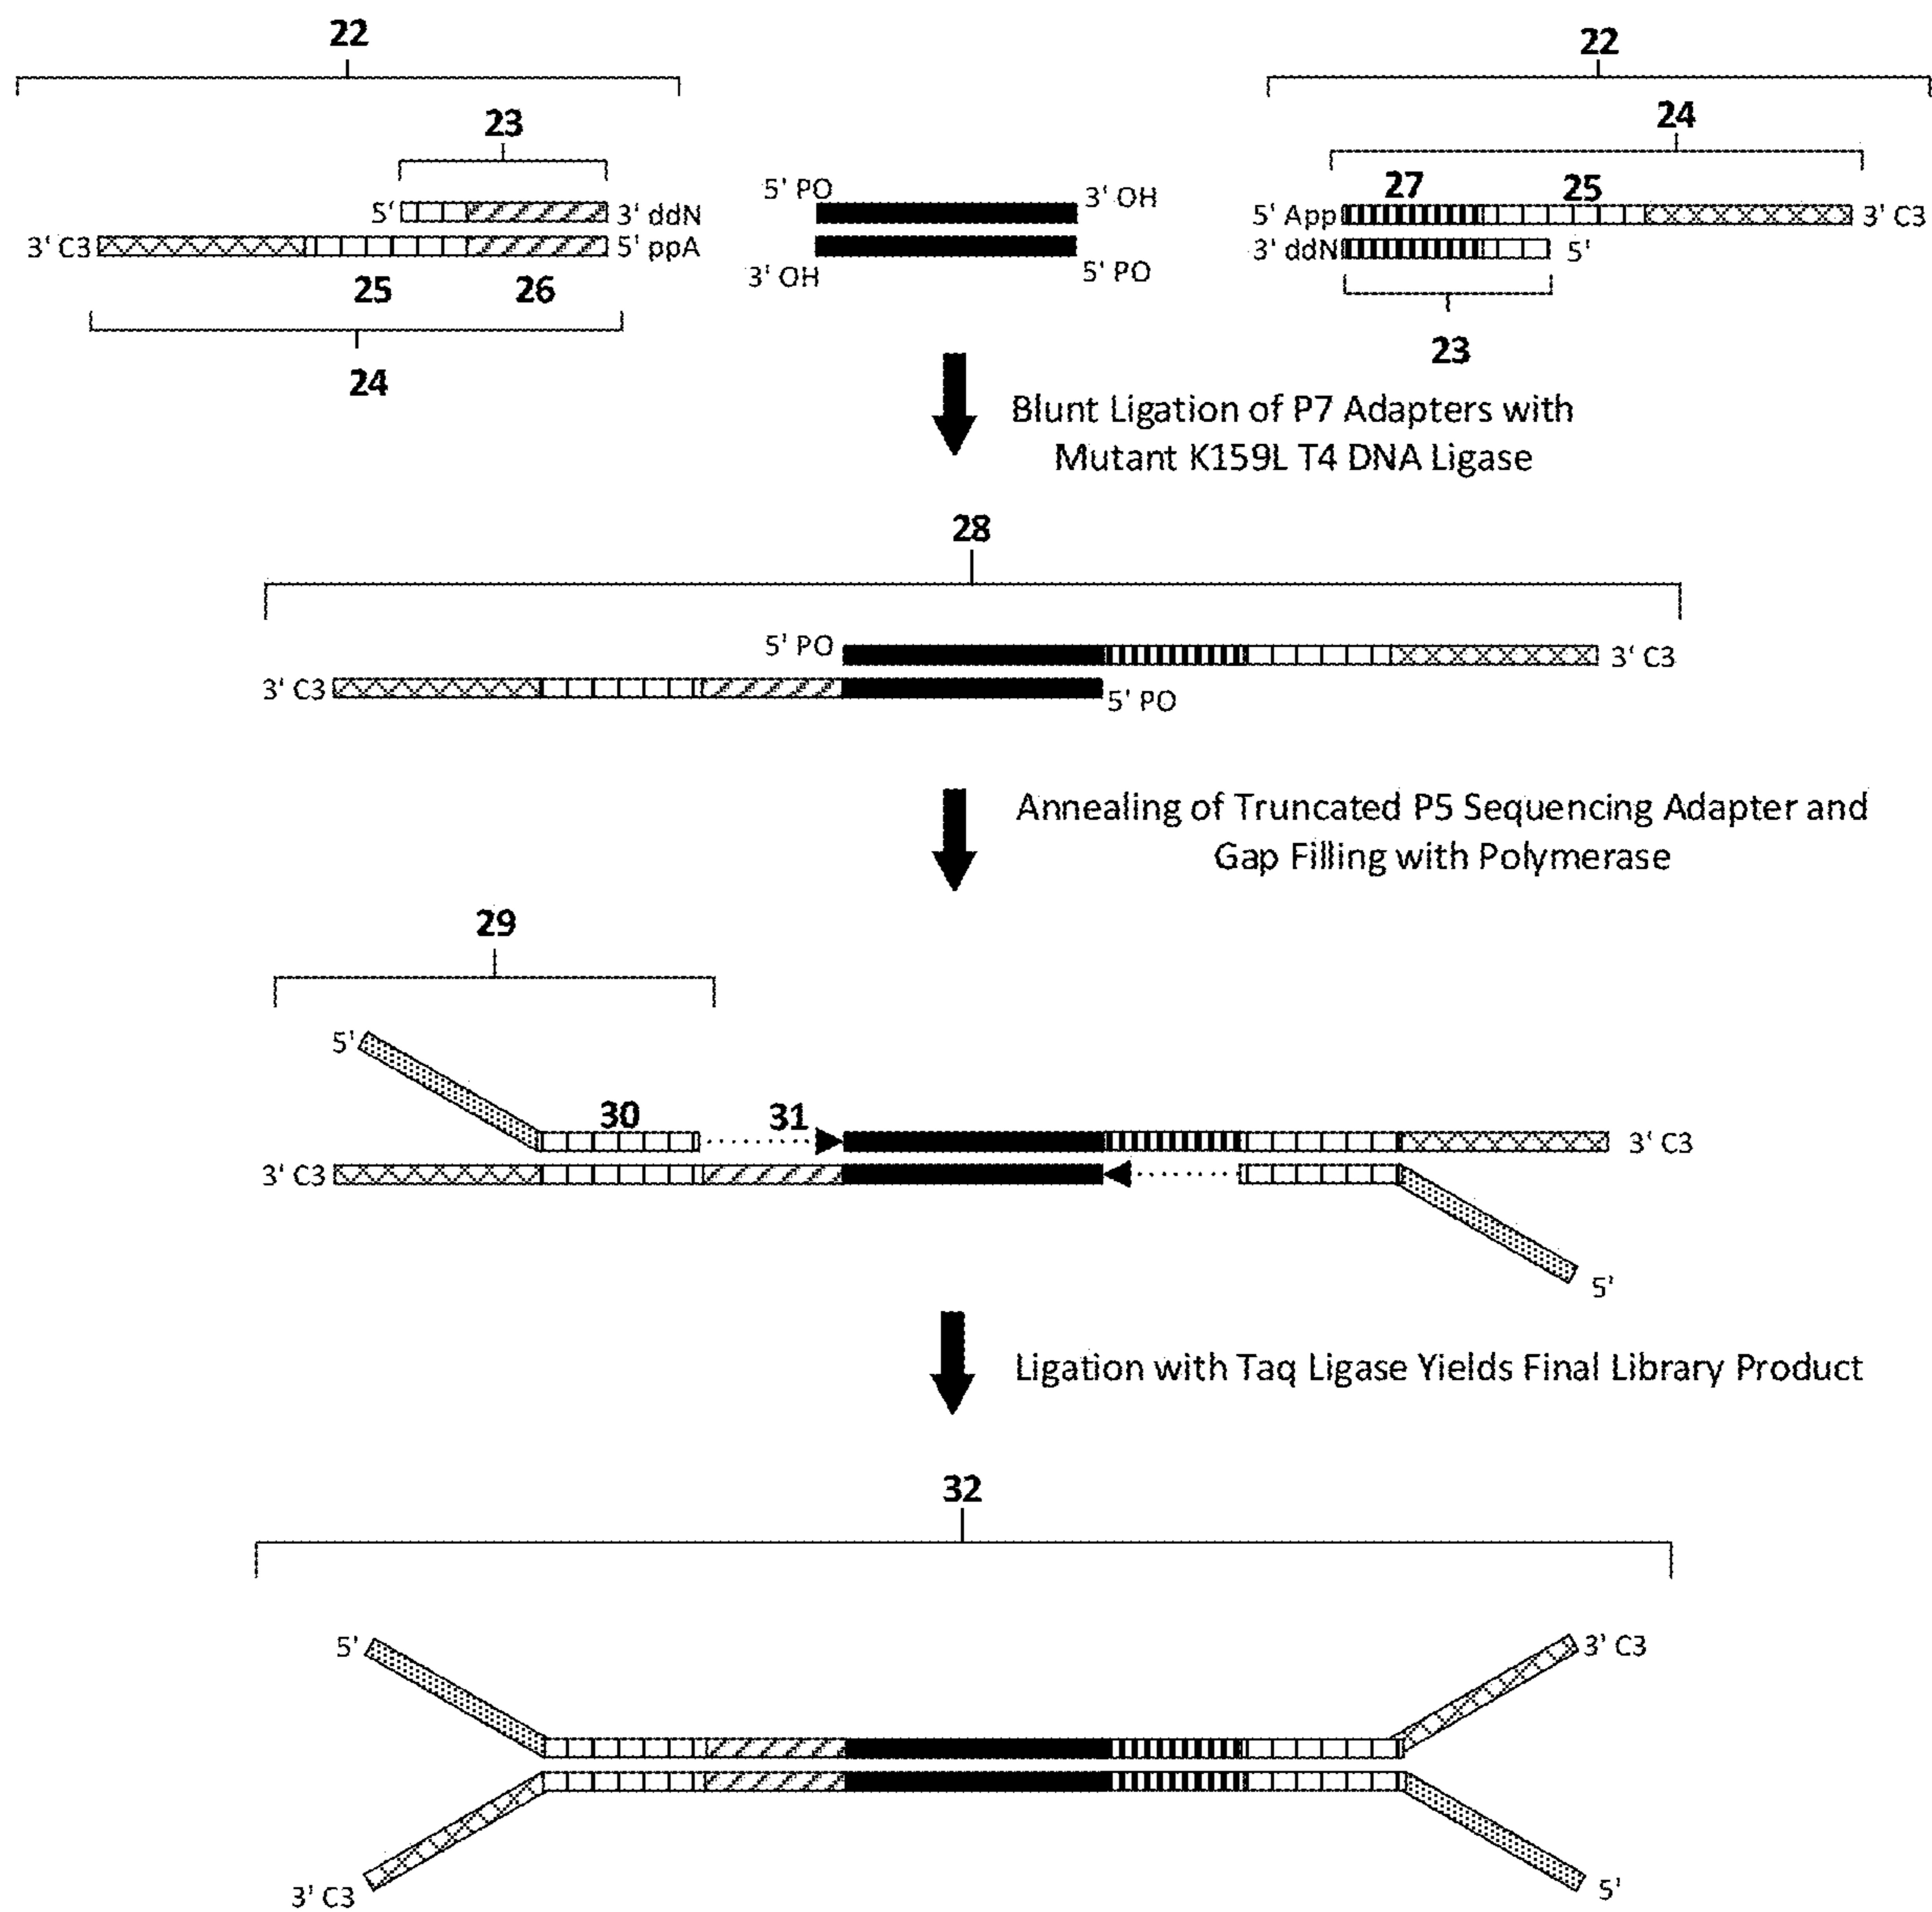 22
22
23
24
5' PO
3' OH
27
25
5'
3' ddN
5' App
3' C3
3' C3
5' ppA
3' ddN
5'
3' OH
5' PO
25
26
24
23
Blunt Ligation of P7 Adapters with
Mutant K159L T4 DNA Ligase
28
5' PO
3' C3
3' C3
5' PO
Annealing of Truncated P5 Sequencing Adapter and
Gap Filling with Polymerase
29
5'
30
31
3' C3
3' C3
5'
Ligation with Taq Ligase Yields Final Library Product
32
5'
3' C3
3' C3
5'